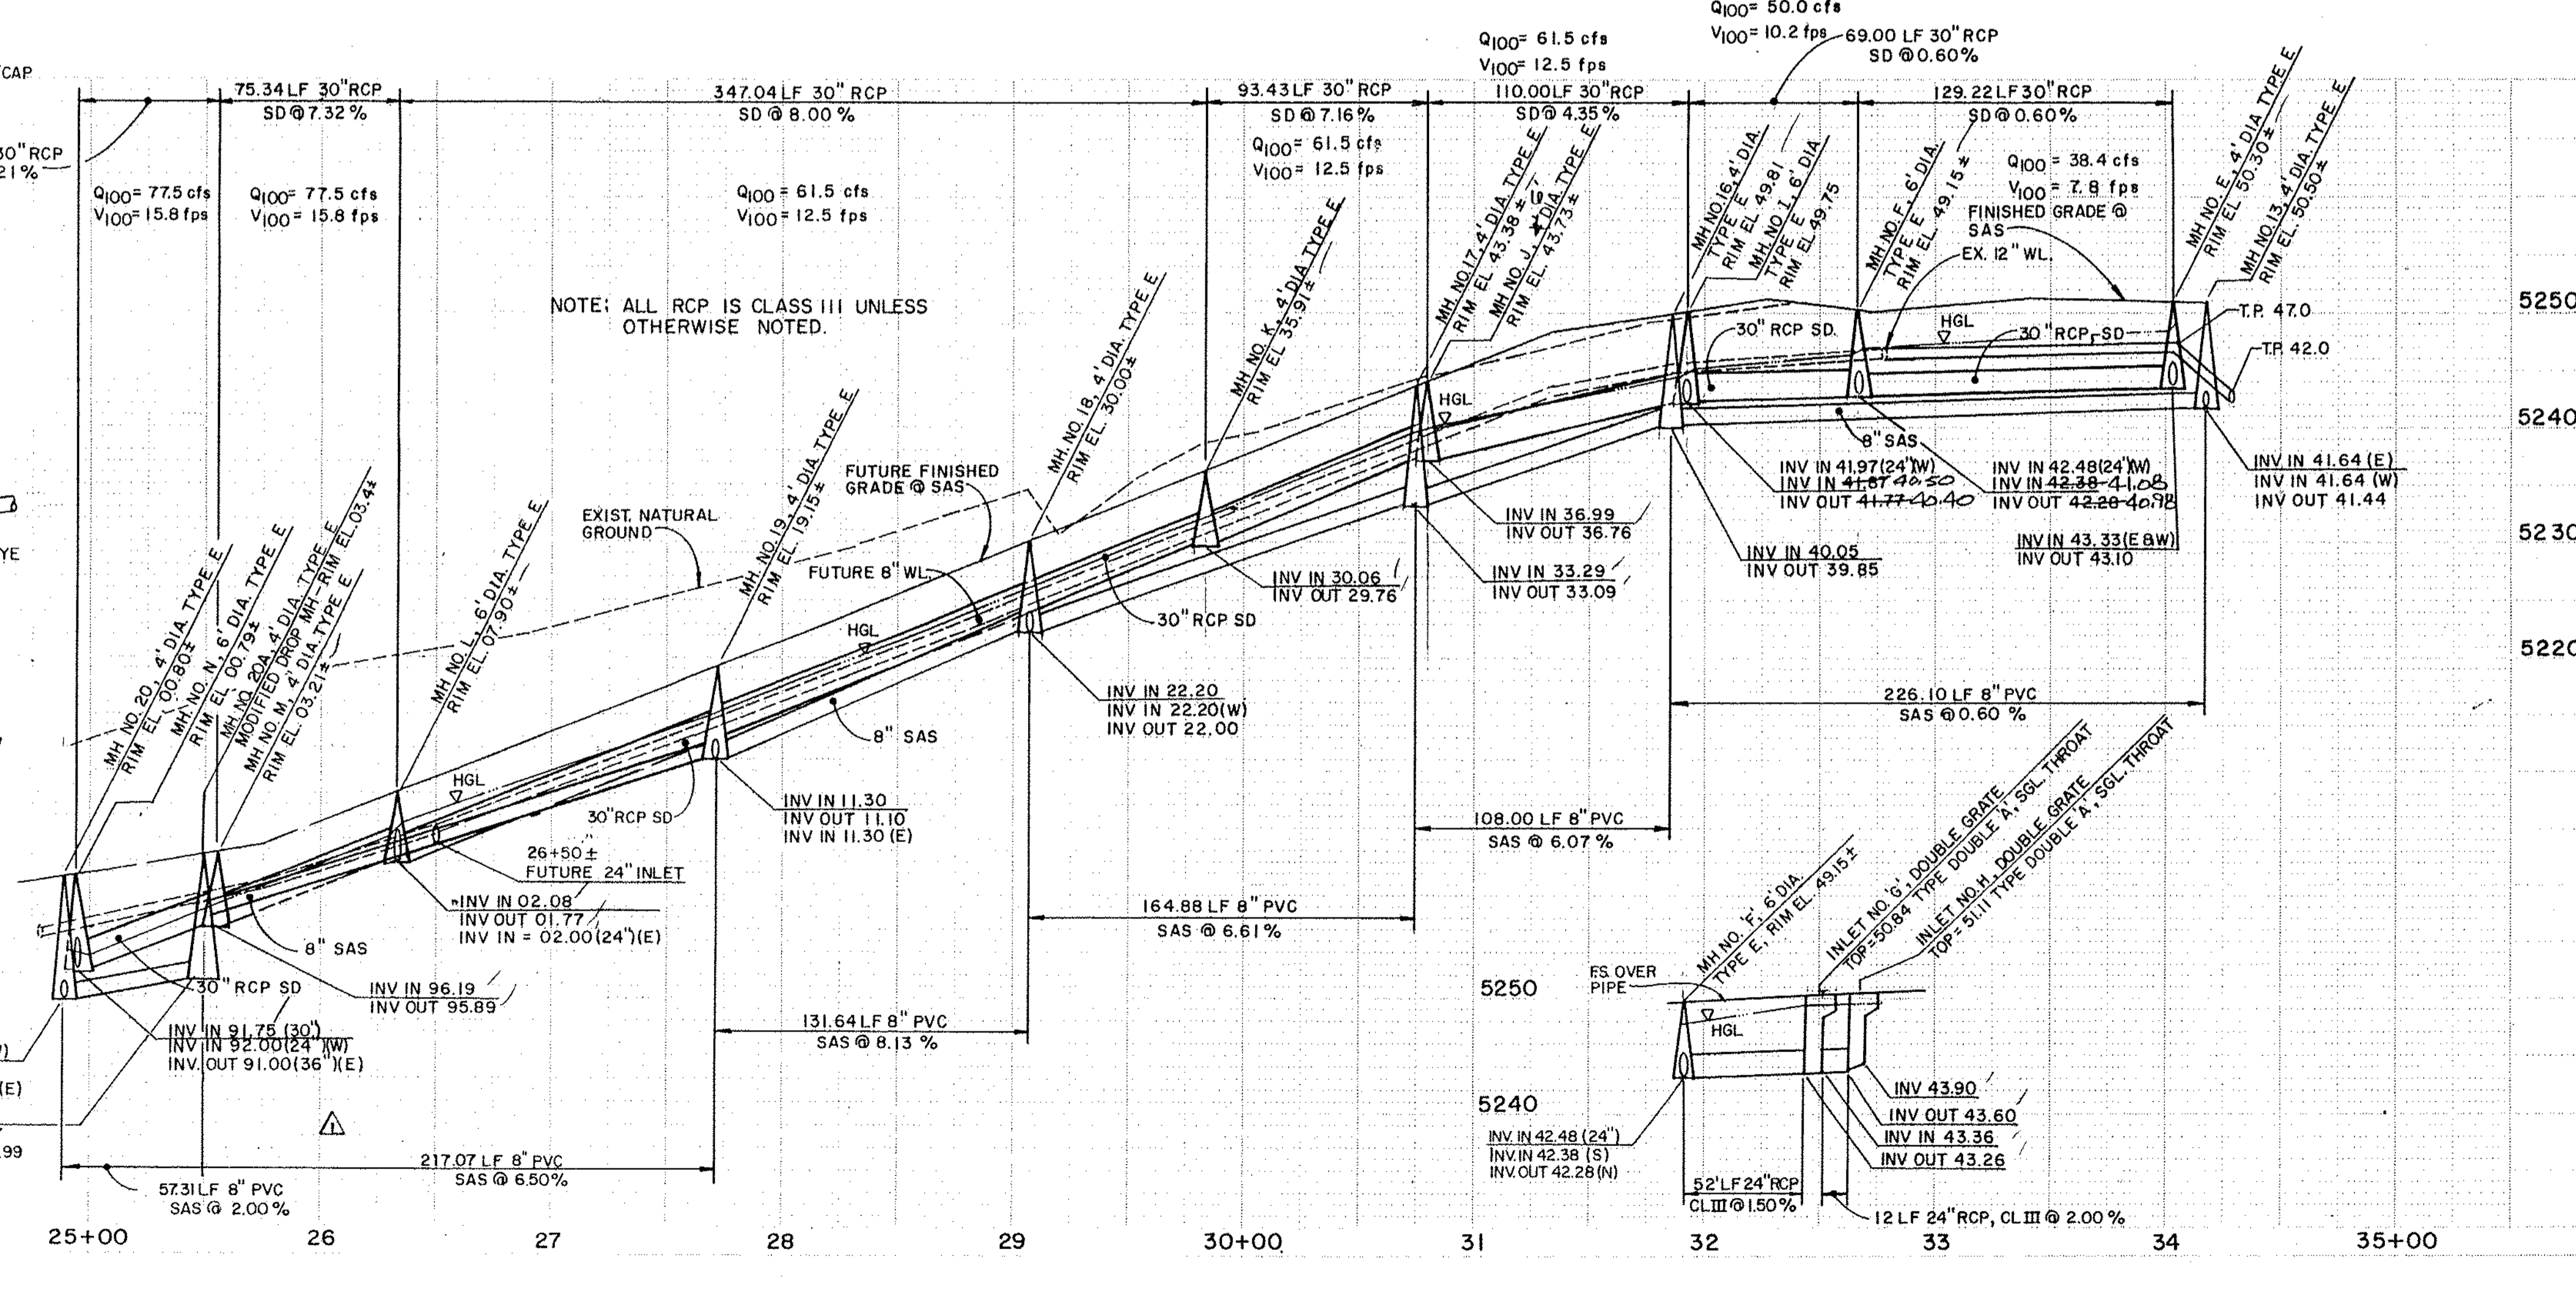 Q100= 50.0 cfs
V100= 10.2 fps
69.00 LF 30" RCP
SD @ 0.60%
Q100= 61.5 cfs
V100= 12.5 fps
CAP
75.34 LF 30" RCP
SD @ 7.32 %
347.04 LF 30" RCP
SD @ 8.00 %
93.43 LF 30" RCP
SD @ 7.16 %
110.00 LF 30" RCP
SD @ 4.35 %
129.22 LF 30" RCP
SD @ 0.60%
30" RCP
21%
Q100= 77.5 cfs
V100= 15.8 fps
Q100= 77.5 cfs
V100= 15.8 fps
Q100= 61.5 cfs
V100= 12.5 fps
Q100= 61.5 cfs
V100= 12.5 fps
Q100= 38.4 cfs
V100= 7.8 fps
FINISHED GRADE @
SAS
EX. 12" WL.
NOTE: ALL RCP IS CLASS III UNLESS
OTHERWISE NOTED.
MH NO. 20, 4' DIA. TYPE E
RIM EL. 00.80±
MH. NO. N, 6' DIA. TYPE E
RIM EL. 00.79±
MH. NO. 20A, 4' DIA. TYPE E
MODIFIED DROP MH-RIM EL. 03.4±
MH NO. M, 4' DIA. TYPE E
RIM EL. 03.21±
MH NO. L, 6' DIA. TYPE E
RIM EL. 07.90±
MH. NO. 19, 4' DIA. TYPE E
RIM EL. 19.15±
MH. NO. 18, 4' DIA. TYPE E
RIM EL. 30.00±
MH NO. K, 4' DIA TYPE E
RIM EL 35.91±
MH NO. 17, 4' DIA. TYPE E
RIM EL 43.38±
6'
MH NO. J, 4' DIA. TYPE E
RIM EL. 43.73±
MH NO. 16, 4' DIA.
TYPE E
RIM EL 49.81
MH. NO. I, 6' DIA.
TYPE E
RIM EL 49.75
MH NO. F, 6' DIA.
TYPE E
RIM EL. 49.15±
MH NO. E, 4' DIA. TYPE E
RIM EL. 50.30±
MH NO. 13, 4' DIA. TYPE E
RIM EL. 50.50±
5250
5240
5230
5220
T.P. 47.0
T.P. 42.0
HGL
30" RCP, SD
30" RCP SD.
HGL
8" SAS
EXIST. NATURAL
GROUND
FUTURE FINISHED
GRADE @ SAS
FUTURE 8" WL.
HGL
30" RCP SD
HGL
30" RCP SD
8" SAS
26+50±
FUTURE 24" INLET
8" SAS
30" RCP SD
YE
INV IN 41.97 (24")(W)
INV IN 41.87 40.50
INV OUT 41.77 40.40
INV IN 42.48 (24")(W)
INV IN 42.38 41.08
INV OUT 42.28 40.98
INV IN 41.64 (E)
INV IN 41.64 (W)
INV OUT 41.44
INV IN 43.33 (E&W)
INV OUT 43.10
INV IN 36.99
INV OUT 36.76
INV IN 40.05
INV OUT 39.85
INV IN 33.29
INV OUT 33.09
INV IN 30.06
INV OUT 29.76
INV IN 22.20
INV IN 22.20(W)
INV OUT 22.00
INV IN 11.30
INV OUT 11.10
INV IN 11.30 (E)
INV IN 02.08
INV OUT 01.77
INV IN = 02.00 (24")(E)
INV IN 96.19
INV OUT 95.89
INV IN 91.75 (30")
INV IN 92.00(24")(W)
INV. OUT 91.00(36")(E)
(E)
99
226.10 LF 8" PVC
SAS @ 0.60 %
108.00 LF 8" PVC
SAS @ 6.07 %
164.88 LF 8" PVC
SAS @ 6.61%
131.64 LF 8" PVC
SAS @ 8.13 %
217.07 LF 8" PVC
SAS @ 6.50%
57.31 LF 8" PVC
SAS @ 2.00 %
1
MH NO. 'F', 6' DIA.
TYPE E, RIM EL. 49.15±
INLET NO. 'G', DOUBLE GRATE
TOP=50.84 TYPE DOUBLE 'A', SGL. THROAT
INLET NO. H, DOUBLE GRATE
TOP=51.11 TYPE DOUBLE 'A', SGL. THROAT
F.S. OVER
PIPE
5250
HGL
5240
INV. IN 42.48 (24")
INV. IN 42.38 (S)
INV. OUT 42.28 (N)
INV 43.90
INV OUT 43.60
INV IN 43.36
INV OUT 43.26
52' LF 24" RCP
CL III @ 1.50 %
12 LF 24" RCP, CL III @ 2.00 %
25+00
26
27
28
29
30+00
31
32
33
34
35+00